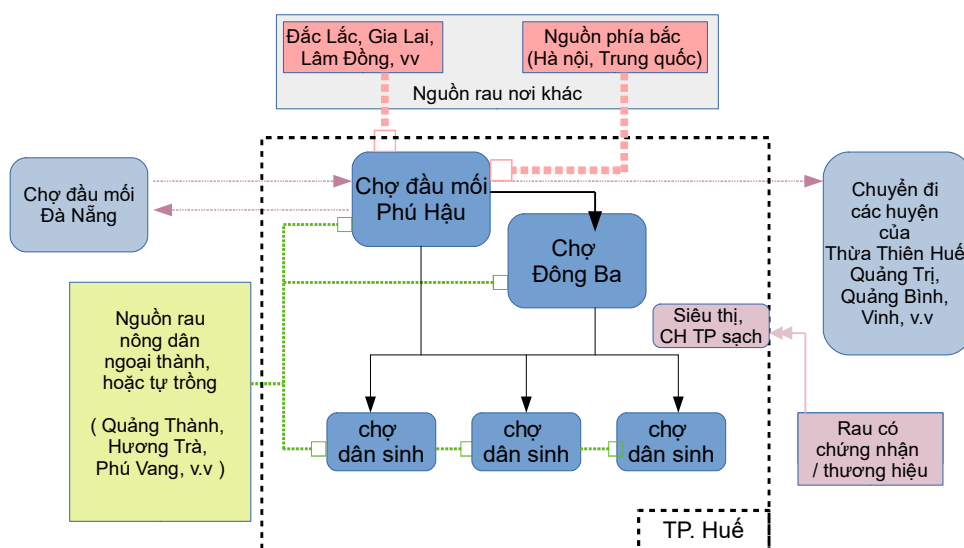 Đắc Lắc, Gia Lai,
Lâm Đồng, vv
Nguồn phía bắc
(Hà nội, Trung quốc)
Nguồn rau nơi khác
Chợ đầu mối
Đà Nẵng
Chợ đầu mối
Phú Hậu
Chợ
Đông Ba
Chuyển đi
các huyện
của
Thừa Thiên Huế
Quảng Trị,
Quảng Bình,
Vinh, v.v
Nguồn rau
nông dân
ngoại thành,
hoặc tự trồng
( Quảng Thành,
Hương Trà,
Phú Vang, v.v )
Siêu thị,
CH TP sạch
chợ
dân sinh
chợ
dân sinh
chợ
dân sinh
Rau có
chứng nhận
/ thương hiệu
TP. Huế